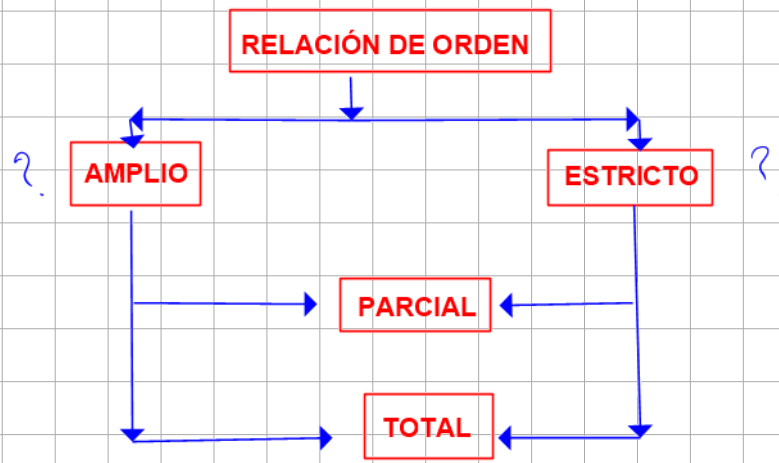 RELACIÓN DE ORDEN
? AMPLIO
ESTRICTO ?
PARCIAL
TOTAL